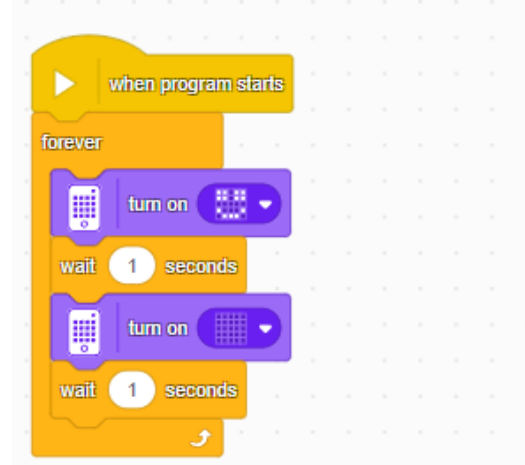 when program starts
forever
turn on
wait 1 seconds
turn on
wait 1 seconds